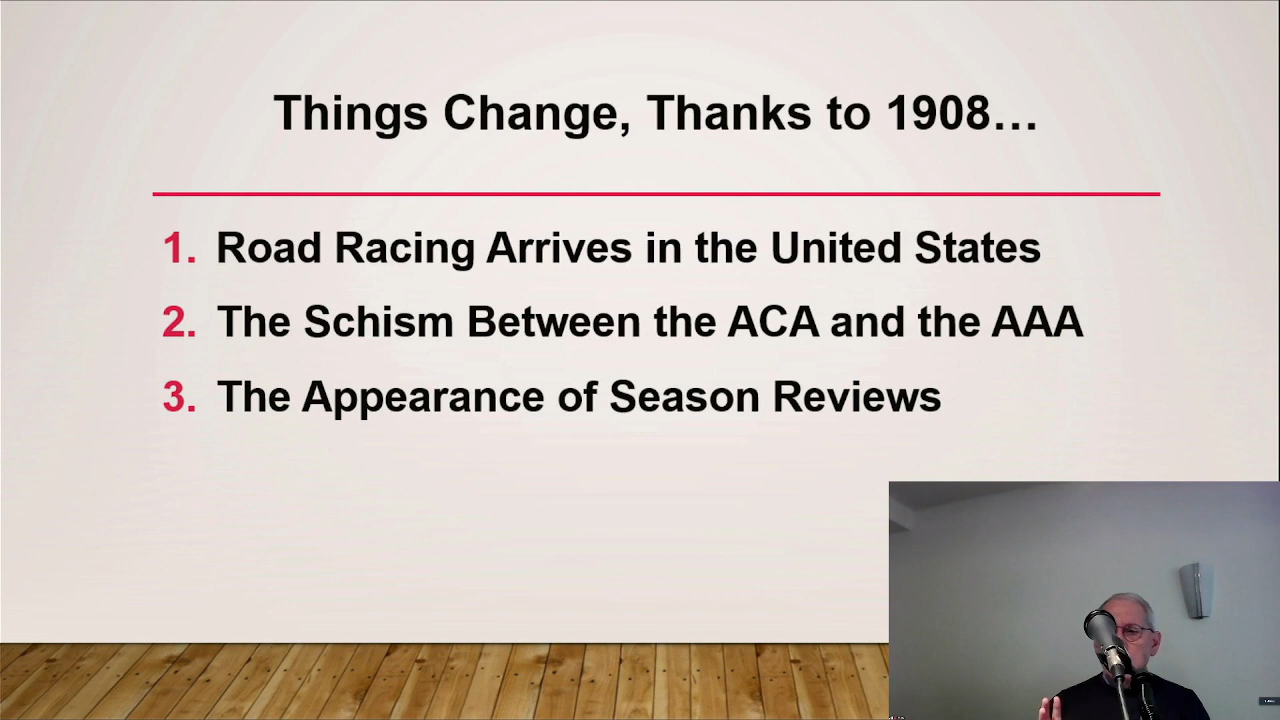 Things Change, Thanks to 1908…
1. Road Racing Arrives in the United States
2. The Schism Between the ACA and the AAA
3. The Appearance of Season Reviews